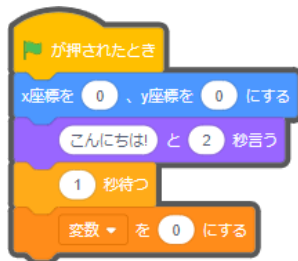 が押されたとき
x座標を 0 、y座標を 0 にする
こんにちは! と 2 秒言う
1 秒待つ
変数 を 0 にする